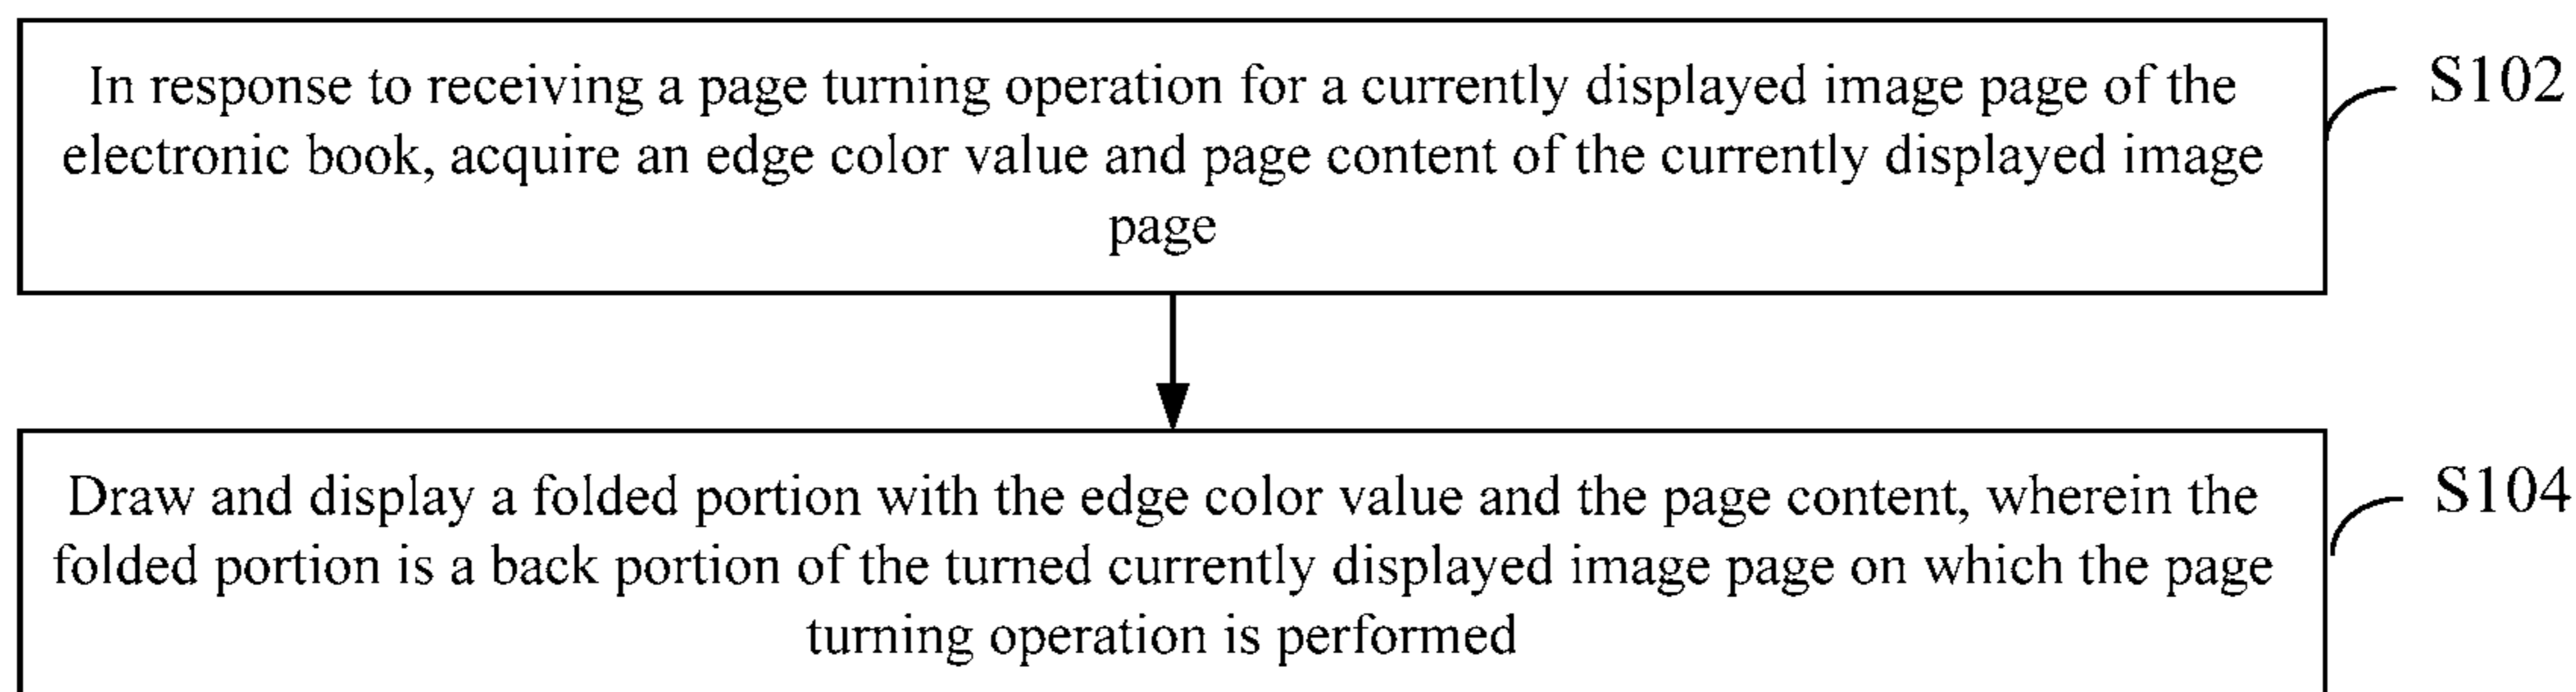 In response to receiving a page turning operation for a currently displayed image page of the
electronic book, acquire an edge color value and page content of the currently displayed image
page
S102
Draw and display a folded portion with the edge color value and the page content, wherein the
folded portion is a back portion of the turned currently displayed image page on which the page
turning operation is performed
S104